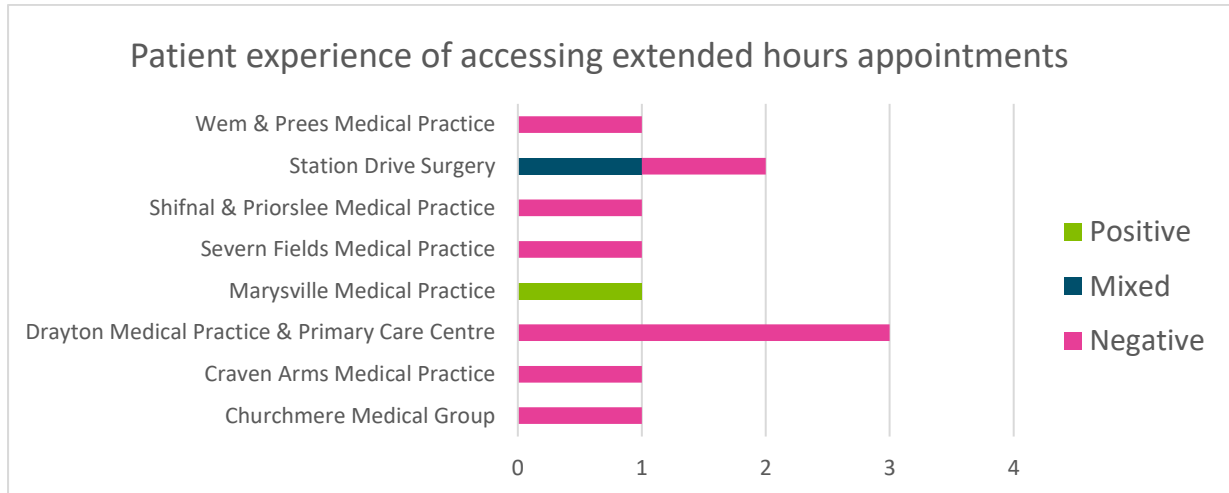 Patient experience of accessing extended hours appointments
Wem & Prees Medical Practice
Station Drive Surgery
Shifnal & Priorslee Medical Practice
Severn Fields Medical Practice
Marysville Medical Practice
Drayton Medical Practice & Primary Care Centre
Craven Arms Medical Practice
Churchmere Medical Group
0 1 2 3 4
Positive
Mixed
Negative